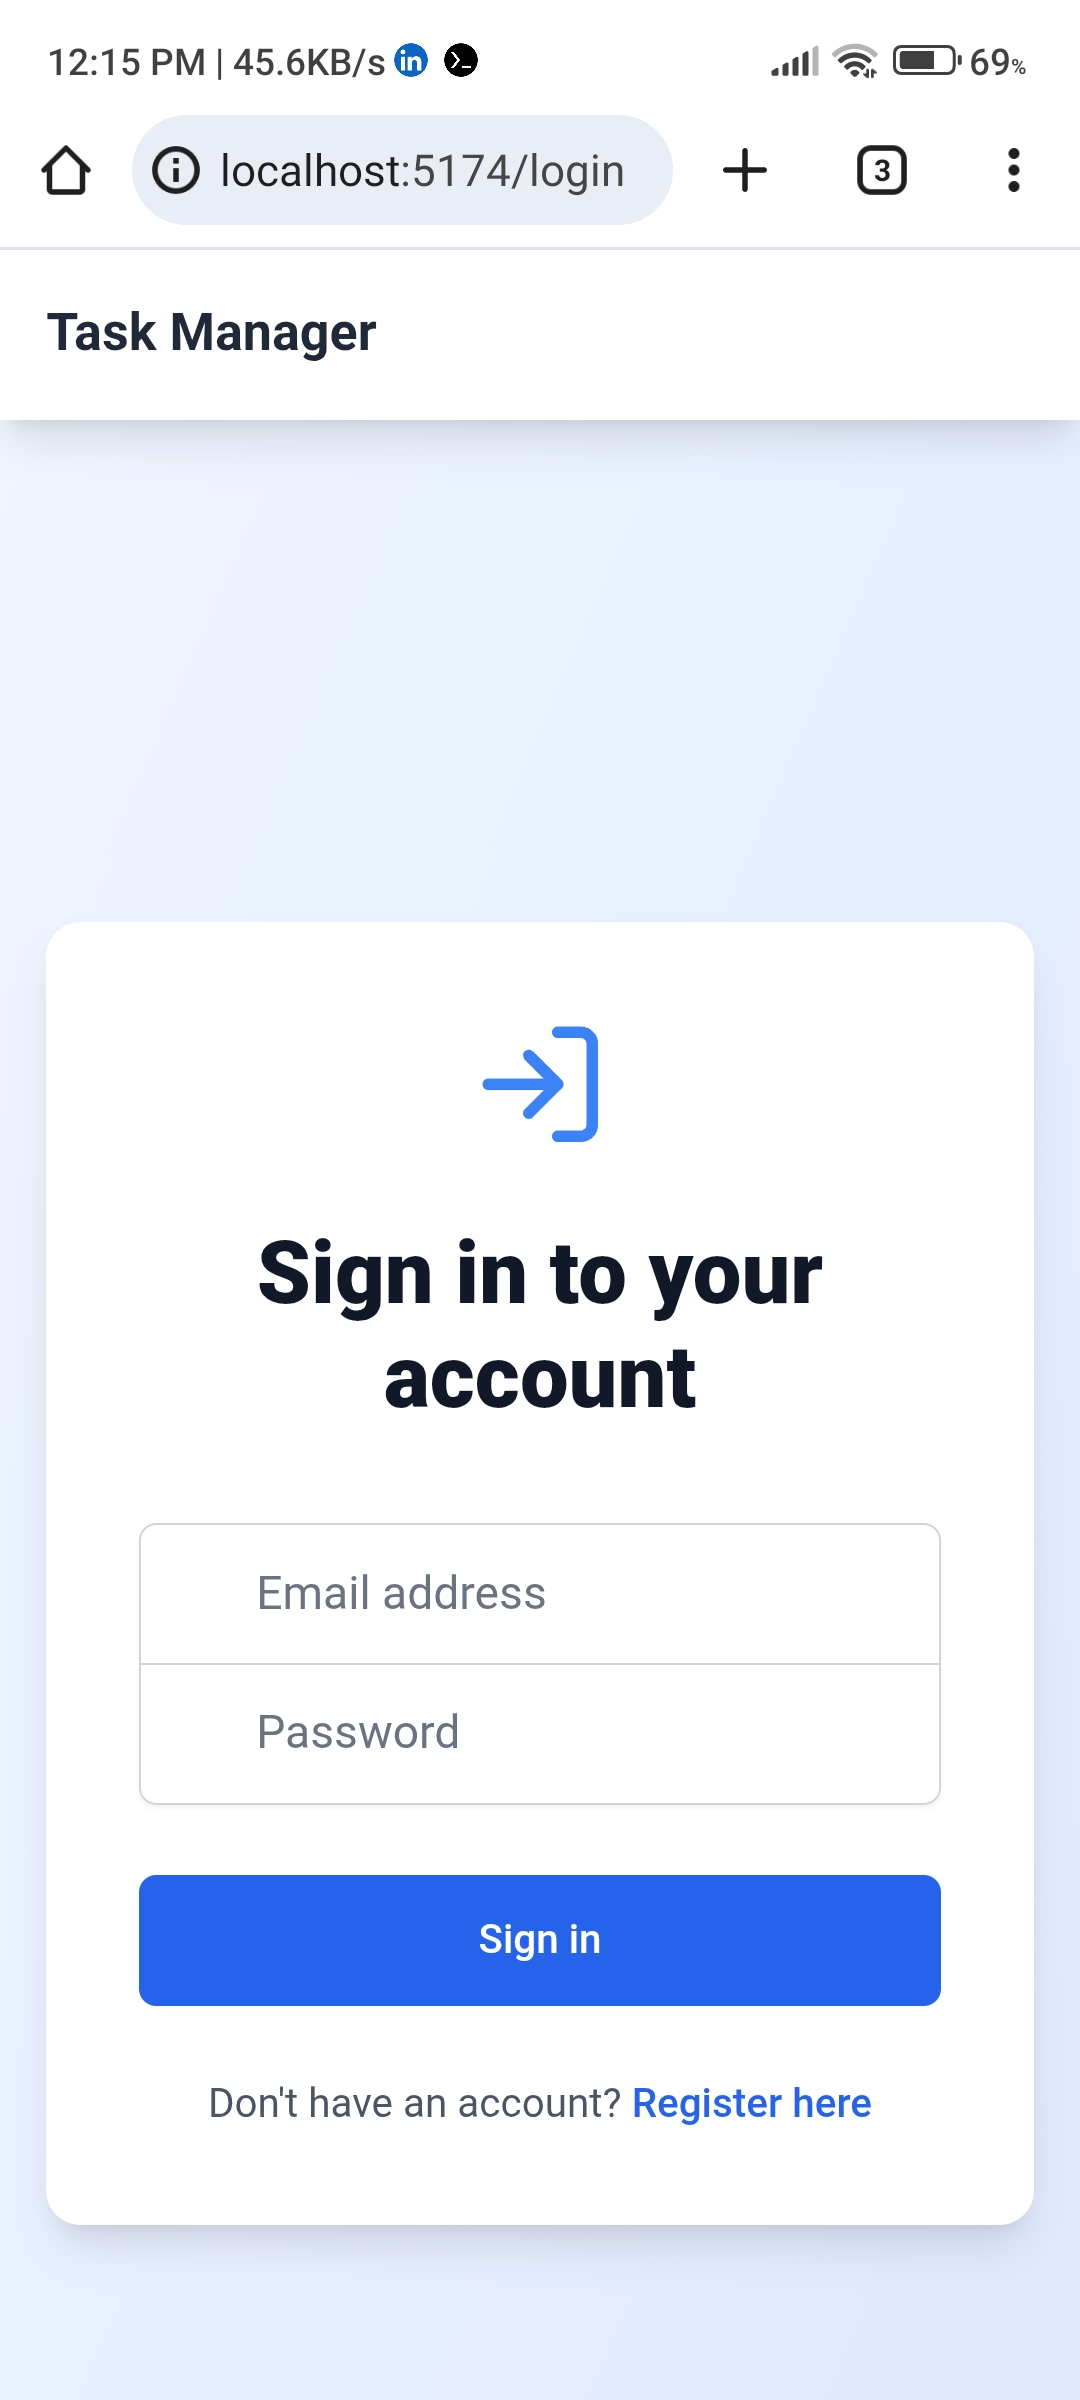 12:15 PM | 45.6KB/s in >_ 69%
localhost:5174/login 3
Task Manager
Sign in to your
account
Email address
Password
Sign in
Don't have an account? Register here